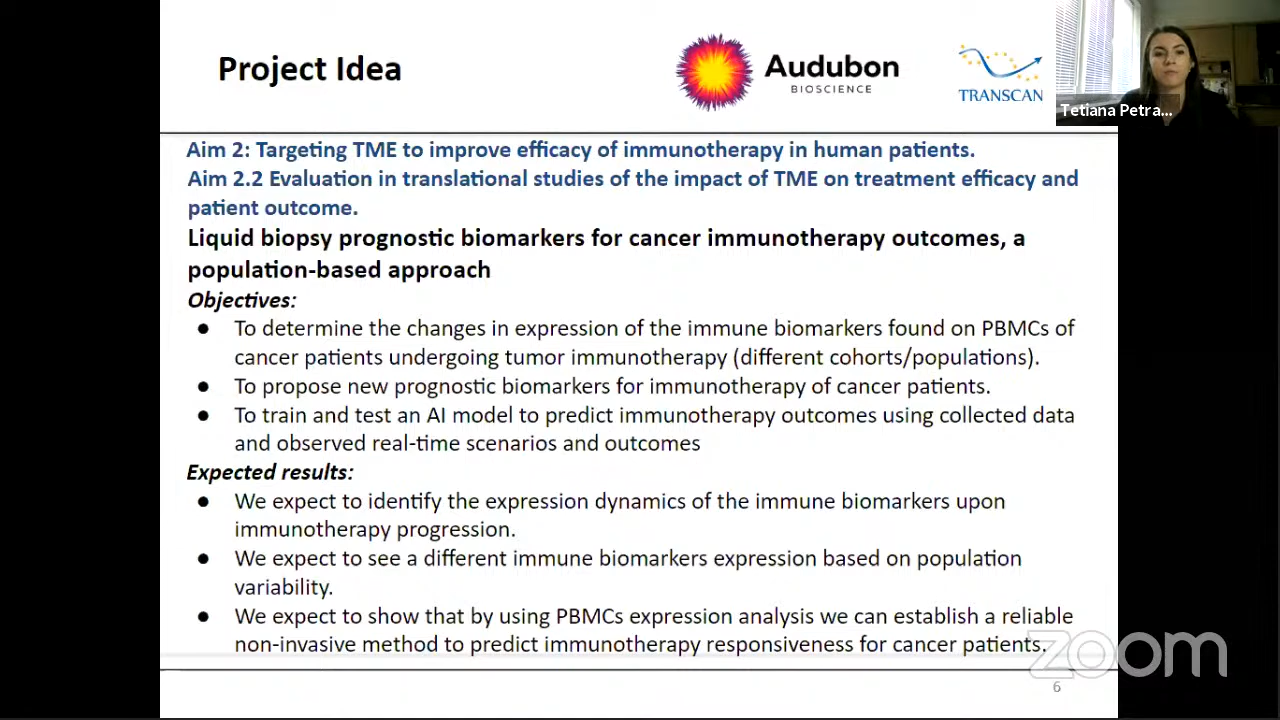 Project Idea
Audubon
BIOSCIENCE
TRANSCAN
Tetiana Petra...
Aim 2: Targeting TME to improve efficacy of immunotherapy in human patients.
Aim 2.2 Evaluation in translational studies of the impact of TME on treatment efficacy and
patient outcome.
Liquid biopsy prognostic biomarkers for cancer immunotherapy outcomes, a
population-based approach
Objectives:
● To determine the changes in expression of the immune biomarkers found on PBMCs of
cancer patients undergoing tumor immunotherapy (different cohorts/populations).
● To propose new prognostic biomarkers for immunotherapy of cancer patients.
● To train and test an AI model to predict immunotherapy outcomes using collected data
and observed real-time scenarios and outcomes
Expected results:
● We expect to identify the expression dynamics of the immune biomarkers upon
immunotherapy progression.
● We expect to see a different immune biomarkers expression based on population
variability.
● We expect to show that by using PBMCs expression analysis we can establish a reliable
non-invasive method to predict immunotherapy responsiveness for cancer patients.
zoom
6